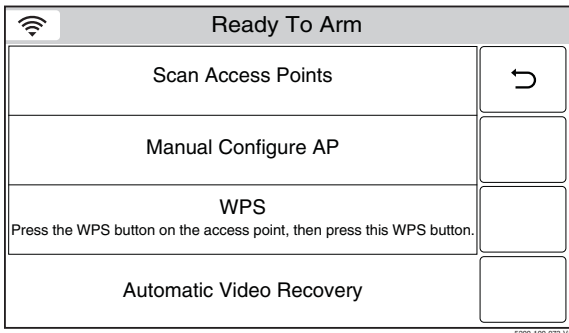 Ready To Arm
Scan Access Points
Manual Configure AP
WPS
Press the WPS button on the access point, then press this WPS button.
Automatic Video Recovery